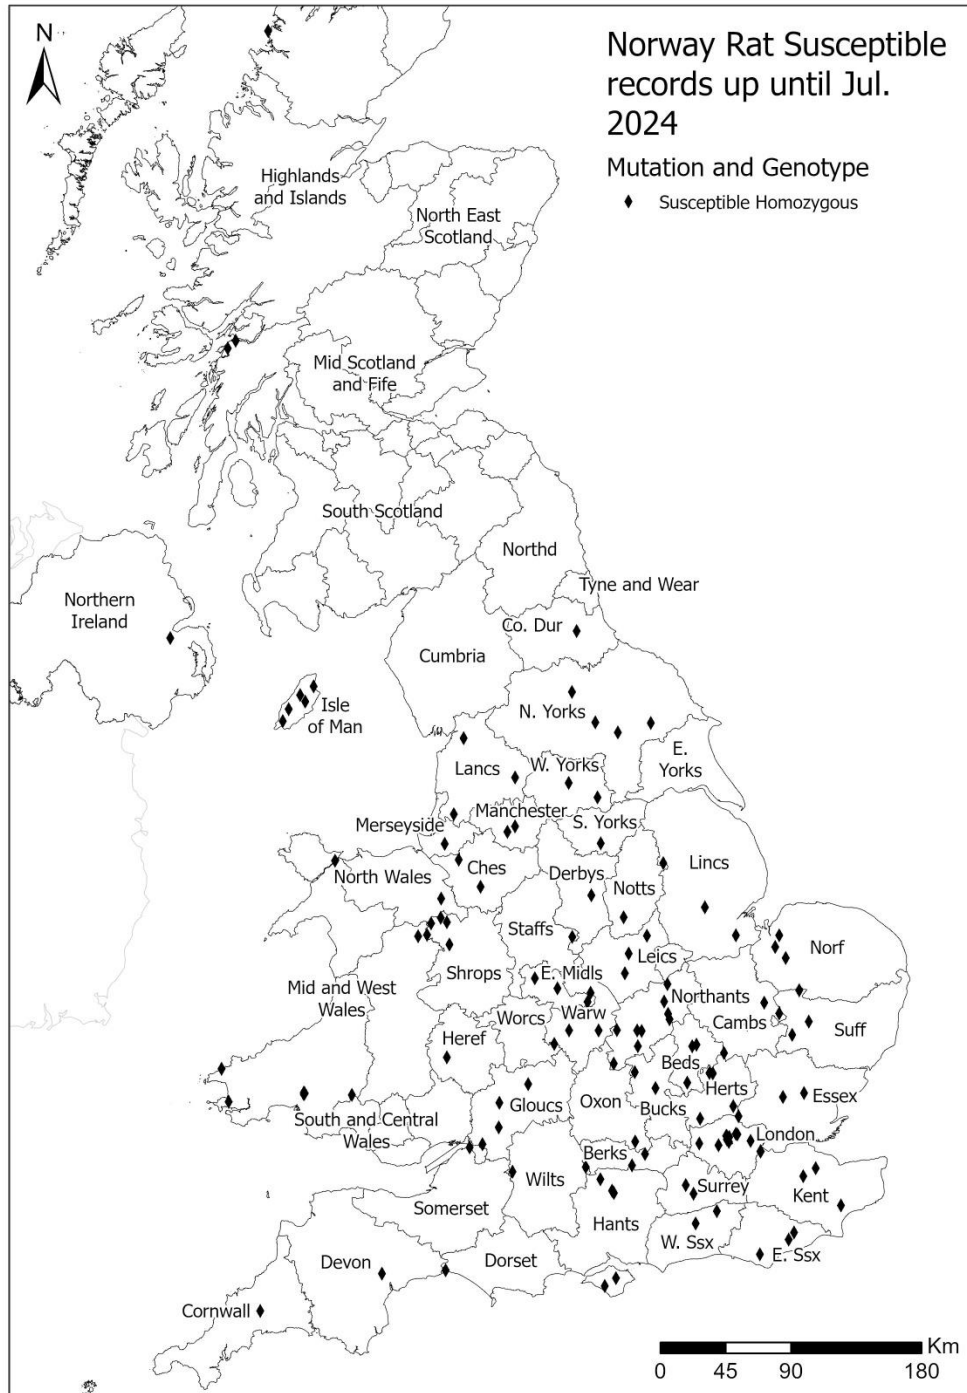 N
Norway Rat Susceptible
records up until Jul.
2024
Mutation and Genotype
Susceptible Homozygous
Highlands
and Islands
North East
Scotland
Mid Scotland
and Fife
South Scotland
Northd
Tyne and Wear
Northern
Ireland
Co. Dur
Cumbria
Isle
of Man
N. Yorks
E.
Yorks
Lancs
W. Yorks
Manchester
Merseyside
S. Yorks
Ches
North Wales
Derbys
Notts
Lincs
Staffs
Norf
Leics
Shrops
E. Midls
Mid and West
Wales
Northants
Worcs
Warw
Cambs
Suff
Heref
Beds
Herts
Essex
Gloucs
Oxon
Bucks
South and Central
Wales
London
Berks
Wilts
Surrey
Kent
Somerset
Hants
W. Ssx
E. Ssx
Devon
Dorset
Cornwall
Km
0 45 90 180